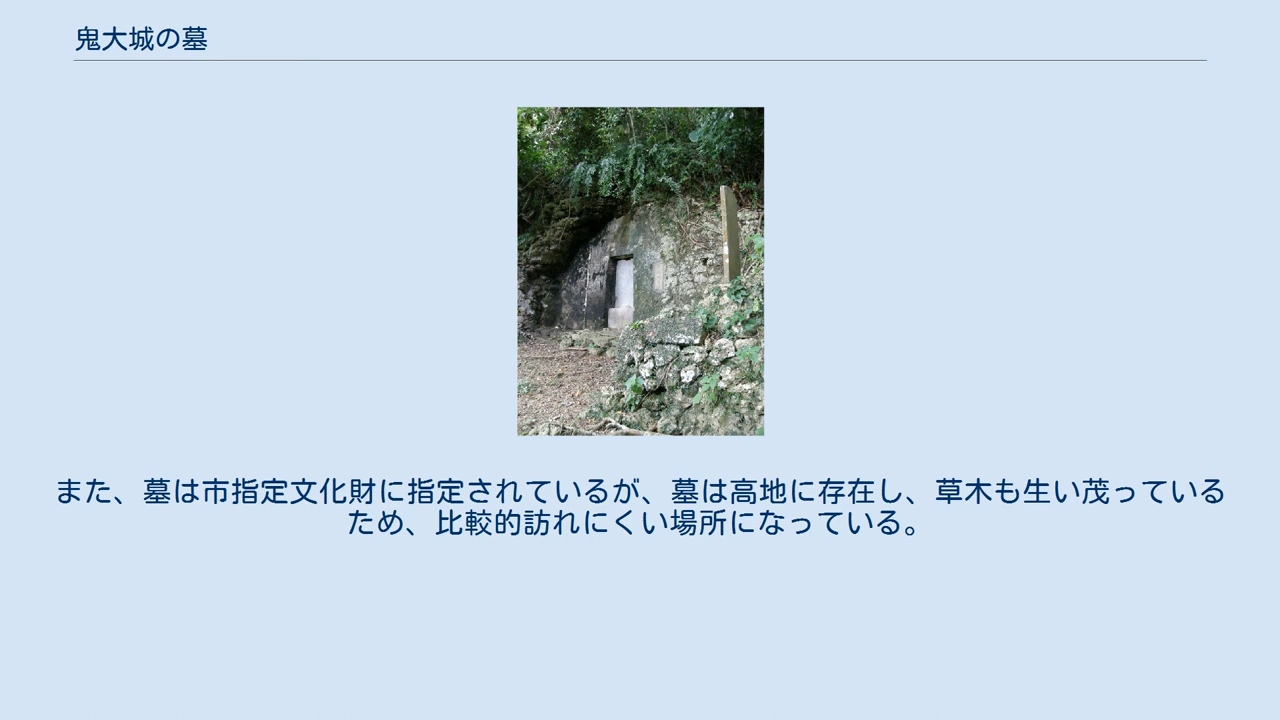 鬼大城の墓
また、墓は市指定文化財に指定されているが、墓は高地に存在し、草木も生い茂っている
ため、比較的訪れにくい場所になっている。